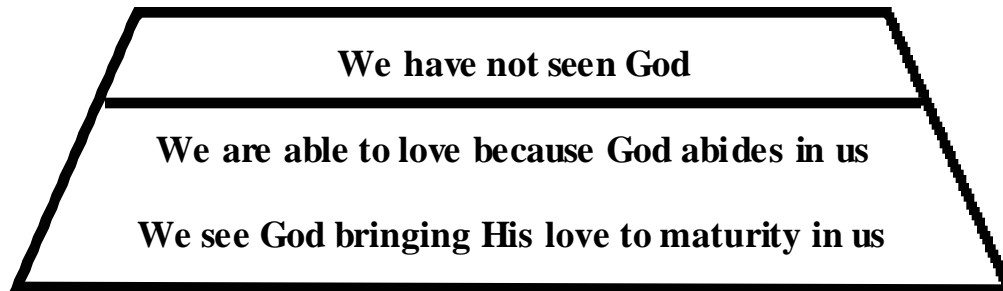 We have not seen God
We are able to love because God abides in us
We see God bringing His love to maturity in us